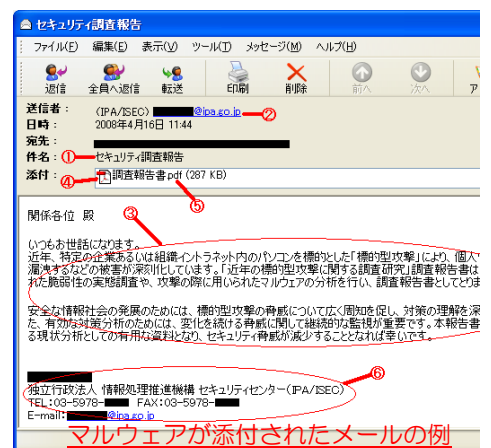 セキュリティ調査報告
ファイル(F) 編集(E) 表示(V) ツール(T) メッセージ(M) ヘルプ(H)
返信 全員へ返信 転送 印刷 削除 前へ 次へ ア
送信者: (IPA/ISEC) @ipa.go.jp ②
日時: 2008年4月16日 11:44
宛先:
件名: ① セキュリティ調査報告
添付: ④ 調査報告書.pdf (287 KB)
⑤
関係各位 殿 ③
いつもお世話になります。
近年、特定の企業あるいは組織イントラネット内のパソコンを標的とした「標的型攻撃」により、個人
漏洩するなどの被害が深刻化しています。「近年の標的型攻撃に関する調査研究」調査報告書は
れた脆弱性の実態調査や、攻撃の際に用いられたマルウェアの分析を行い、調査報告書としてとりま
安全な情報社会の発展のためには、標的型攻撃の脅威について広く周知を促し、対策の理解を深
た、有効な対策分析のためには、変化を続ける脅威に関して継続的な監視が重要です。本報告書
る現状分析としての有用な資料となり、セキュリティ脅威が減少することとなれば幸いです。
⑥
独立行政法人 情報処理推進機構 セキュリティセンター(IPA/ISEC)
TEL:03-5978- FAX:03-5978-
E-mail: @ipa.go.jp
マルウェアが添付されたメールの例